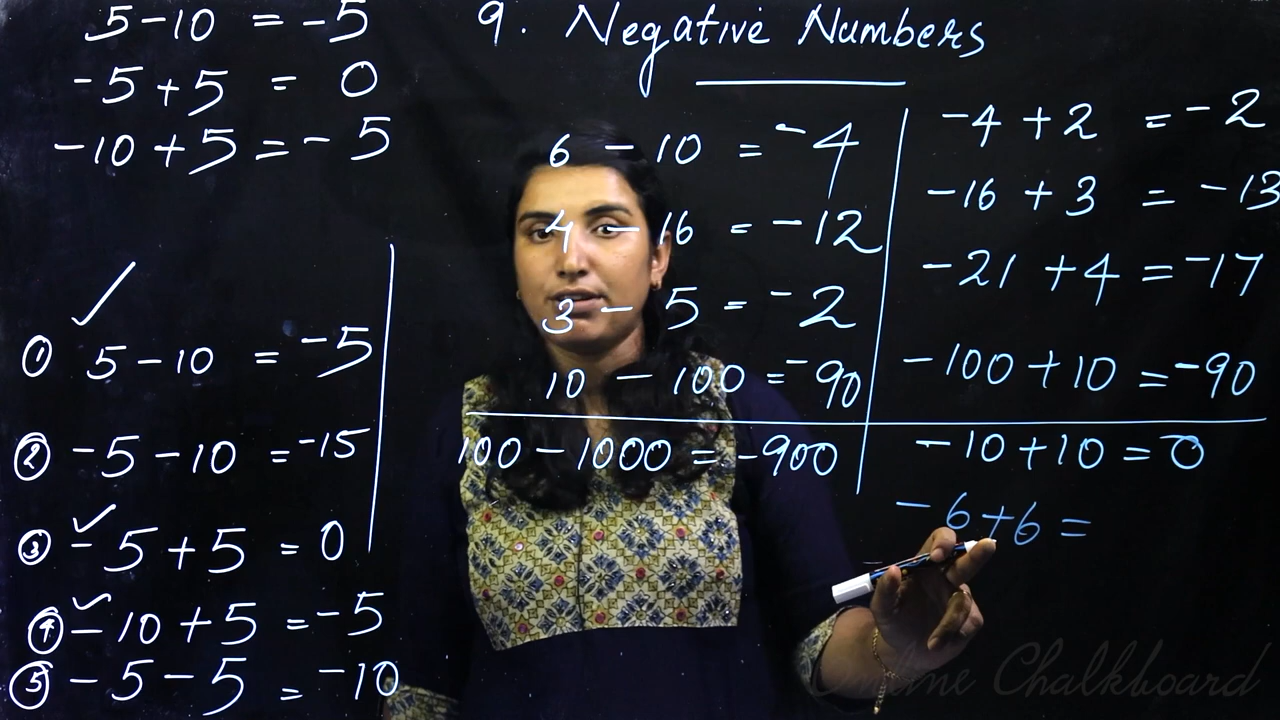 9. Negative Numbers
5 - 10 = -5
-5 + 5 = 0
-10 + 5 = -5
① 5 - 10 = -5
② -5 - 10 = -15
③ -5 + 5 = 0
④ -10 + 5 = -5
⑤ -5 - 5 = -10
6 - 10 = -4
4 - 16 = -12
3 - 5 = -2
10 - 100 = -90
100 - 1000 = -900
-4 + 2 = -2
-16 + 3 = -13
-21 + 4 = -17
-100 + 10 = -90
-10 + 10 = 0
-6 + 6 =
Online Chalkboard